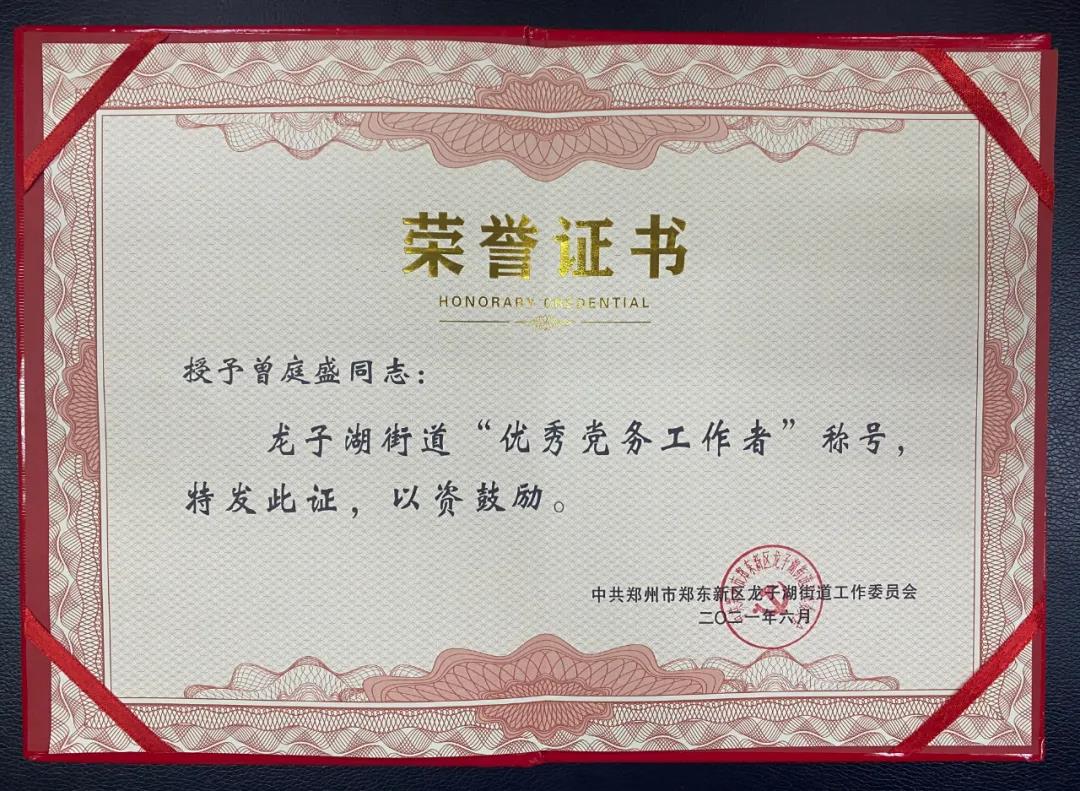 荣誉证书
HONORARY CREDENTIAL
授予曾庭盛同志：
龙子湖街道“优秀党务工作者”称号，
特发此证，以资鼓励。
中共郑州市郑东新区龙子湖街道工作委员会
二〇二一年六月